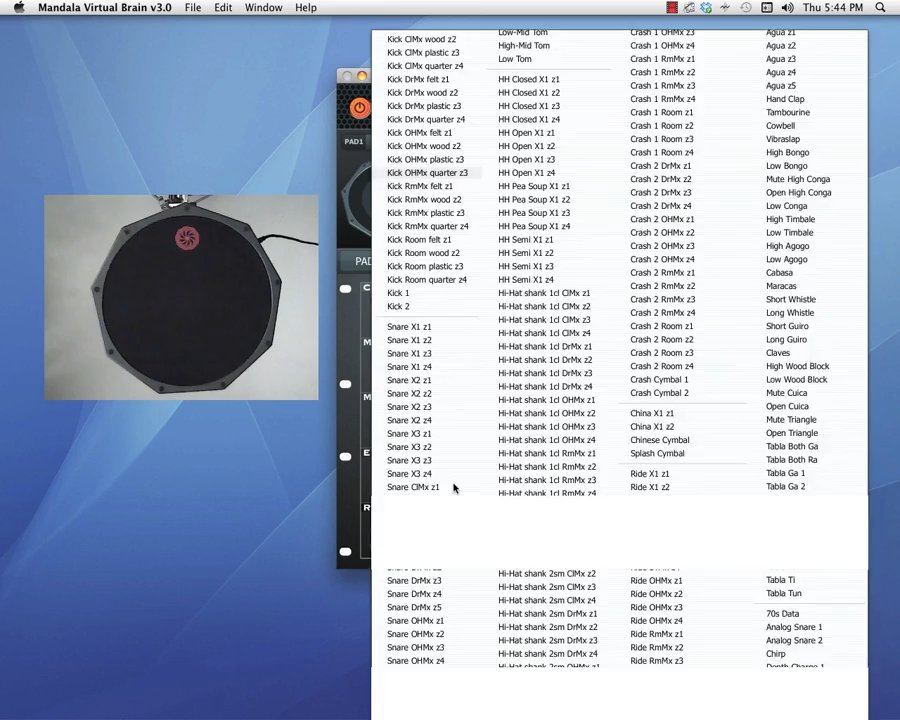 Mandala Virtual Brain v3.0 File Edit Window Help Thu 5:44 PM
PAD1
PAD
C
M
M
E
R
Kick ClMx wood z2
Kick ClMx plastic z3
Kick ClMx quarter z4
Kick DrMx felt z1
Kick DrMx wood z2
Kick DrMx plastic z3
Kick DrMx quarter z4
Kick OHMx felt z1
Kick OHMx wood z2
Kick OHMx plastic z3
Kick OHMx quarter z3
Kick RmMx felt z1
Kick RmMx wood z2
Kick RmMx plastic z3
Kick RmMx quarter z4
Kick Room felt z1
Kick Room wood z2
Kick Room plastic z3
Kick Room quarter z4
Kick 1
Kick 2
Snare X1 z1
Snare X1 z2
Snare X1 z3
Snare X1 z4
Snare X2 z1
Snare X2 z2
Snare X2 z3
Snare X2 z4
Snare X3 z1
Snare X3 z2
Snare X3 z3
Snare X3 z4
Snare ClMx z1
Snare DrMx z3
Snare DrMx z4
Snare DrMx z5
Snare OHMx z1
Snare OHMx z2
Snare OHMx z3
Snare OHMx z4
Low-Mid Tom
High-Mid Tom
Low Tom
HH Closed X1 z1
HH Closed X1 z2
HH Closed X1 z3
HH Closed X1 z4
HH Open X1 z1
HH Open X1 z2
HH Open X1 z3
HH Open X1 z4
HH Pea Soup X1 z1
HH Pea Soup X1 z2
HH Pea Soup X1 z3
HH Pea Soup X1 z4
HH Semi X1 z1
HH Semi X1 z2
HH Semi X1 z3
HH Semi X1 z4
Hi-Hat shank 1cl ClMx z1
Hi-Hat shank 1cl ClMx z2
Hi-Hat shank 1cl ClMx z3
Hi-Hat shank 1cl ClMx z4
Hi-Hat shank 1cl DrMx z1
Hi-Hat shank 1cl DrMx z2
Hi-Hat shank 1cl DrMx z3
Hi-Hat shank 1cl DrMx z4
Hi-Hat shank 1cl OHMx z1
Hi-Hat shank 1cl OHMx z2
Hi-Hat shank 1cl OHMx z3
Hi-Hat shank 1cl OHMx z4
Hi-Hat shank 1cl RmMx z1
Hi-Hat shank 1cl RmMx z2
Hi-Hat shank 1cl RmMx z3
Hi-Hat shank 1cl RmMx z4
Hi-Hat shank 2sm ClMx z2
Hi-Hat shank 2sm ClMx z3
Hi-Hat shank 2sm ClMx z4
Hi-Hat shank 2sm DrMx z1
Hi-Hat shank 2sm DrMx z2
Hi-Hat shank 2sm DrMx z3
Hi-Hat shank 2sm DrMx z4
Hi-Hat shank 2sm OHMx z1
Crash 1 OHMx z3
Crash 1 OHMx z4
Crash 1 RmMx z1
Crash 1 RmMx z2
Crash 1 RmMx z3
Crash 1 RmMx z4
Crash 1 Room z1
Crash 1 Room z2
Crash 1 Room z3
Crash 1 Room z4
Crash 2 DrMx z1
Crash 2 DrMx z2
Crash 2 DrMx z3
Crash 2 DrMx z4
Crash 2 OHMx z1
Crash 2 OHMx z2
Crash 2 OHMx z3
Crash 2 OHMx z4
Crash 2 RmMx z1
Crash 2 RmMx z2
Crash 2 RmMx z3
Crash 2 RmMx z4
Crash 2 Room z1
Crash 2 Room z2
Crash 2 Room z3
Crash 2 Room z4
Crash Cymbal 1
Crash Cymbal 2
China X1 z1
China X1 z2
Chinese Cymbal
Splash Cymbal
Ride X1 z1
Ride X1 z2
Ride OHMx z1
Ride OHMx z2
Ride OHMx z3
Ride OHMx z4
Ride RmMx z1
Ride RmMx z2
Ride RmMx z3
Agua z1
Agua z2
Agua z3
Agua z4
Agua z5
Hand Clap
Tambourine
Cowbell
Vibraslap
High Bongo
Low Bongo
Mute High Conga
Open High Conga
Low Conga
High Timbale
Low Timbale
High Agogo
Low Agogo
Cabasa
Maracas
Short Whistle
Long Whistle
Short Guiro
Long Guiro
Claves
High Wood Block
Low Wood Block
Mute Cuica
Open Cuica
Mute Triangle
Open Triangle
Tabla Both Ga
Tabla Both Ra
Tabla Ga 1
Tabla Ga 2
Tabla Ti
Tabla Tun
70s Data
Analog Snare 1
Analog Snare 2
Chirp
Depth Charge 1